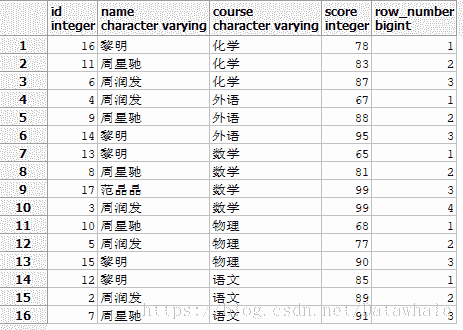 id name course score row_number
integer character varying character varying integer bigint
1 16 黎明 化学 78 1
2 11 周星驰 化学 83 2
3 6 周润发 化学 87 3
4 4 周润发 外语 67 1
5 9 周星驰 外语 88 2
6 14 黎明 外语 95 3
7 13 黎明 数学 65 1
8 8 周星驰 数学 81 2
9 17 范晶晶 数学 99 3
10 3 周润发 数学 99 4
11 10 周星驰 物理 68 1
12 5 周润发 物理 77 2
13 15 黎明 物理 90 3
14 12 黎明 语文 85 1
15 2 周润发 语文 89 2
16 7 周星驰 语文 91 3
https://blog.csdn.net/Datawhale